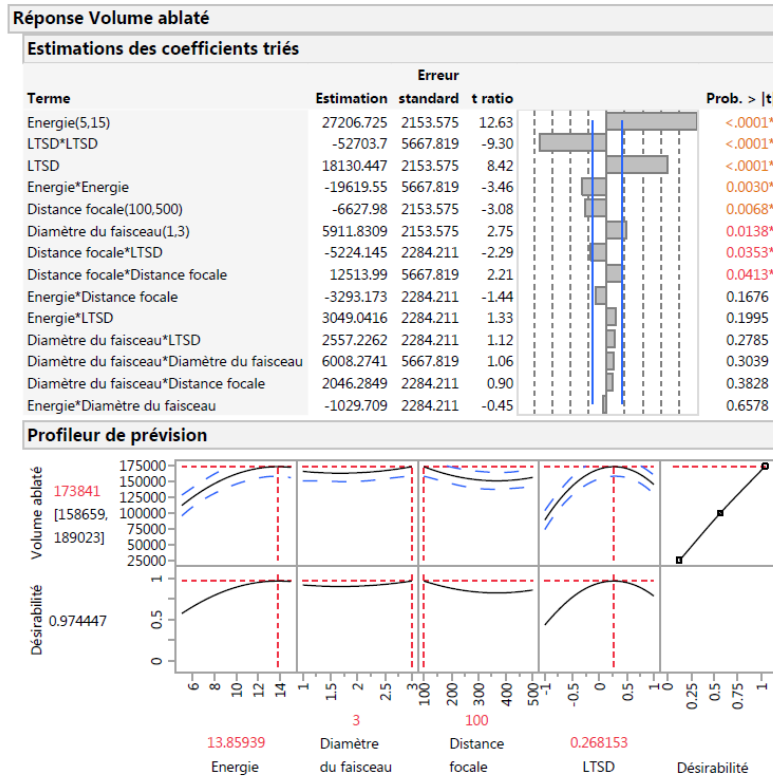 Réponse Volume ablaté
Estimations des coefficients triés
Erreur
Terme Estimation standard t ratio Prob. > |t
Energie(5,15) 27206.725 2153.575 12.63 <.0001*
LTSD*LTSD -52703.7 5667.819 -9.30 <.0001*
LTSD 18130.447 2153.575 8.42 <.0001*
Energie*Energie -19619.55 5667.819 -3.46 0.0030*
Distance focale(100,500) -6627.98 2153.575 -3.08 0.0068*
Diamètre du faisceau(1,3) 5911.8309 2153.575 2.75 0.0138*
Distance focale*LTSD -5224.145 2284.211 -2.29 0.0353*
Distance focale*Distance focale 12513.99 5667.819 2.21 0.0413*
Energie*Distance focale -3293.173 2284.211 -1.44 0.1676
Energie*LTSD 3049.0416 2284.211 1.33 0.1995
Diamètre du faisceau*LTSD 2557.2262 2284.211 1.12 0.2785
Diamètre du faisceau*Diamètre du faisceau 6008.2741 5667.819 1.06 0.3039
Diamètre du faisceau*Distance focale 2046.2849 2284.211 0.90 0.3828
Energie*Diamètre du faisceau -1029.709 2284.211 -0.45 0.6578
Profileur de prévision
Volume ablaté
173841
[158659,
189023]
175000
150000
125000
100000
75000
50000
25000
Désirabilité
0.974447
1
0.5
0
6 8 10 12 14
1 1.5 2 2.5 3
100 200 300 400 500
-1 -0.5 0 0.5 1
0 0.25 0.5 0.75 1
13.85939
Energie
3
Diamètre
du faisceau
100
Distance
focale
0.268153
LTSD
Désirabilité